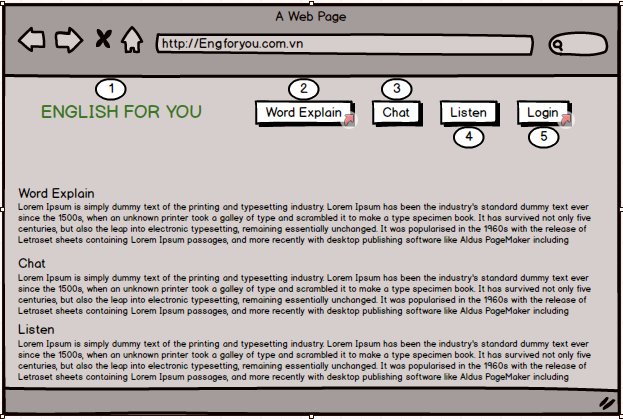 A Web Page
http://Engforyou.com.vn
1
2
3
ENGLISH FOR YOU
Word Explain
Chat
Listen
Login
4
5
Word Explain
Lorem Ipsum is simply dummy text of the printing and typesetting industry. Lorem Ipsum has been the industry's standard dummy text ever
since the 1500s, when an unknown printer took a galley of type and scrambled it to make a type specimen book. It has survived not only five
centuries, but also the leap into electronic typesetting, remaining essentially unchanged. It was popularised in the 1960s with the release of
Letraset sheets containing Lorem Ipsum passages, and more recently with desktop publishing software like Aldus PageMaker including
Chat
Lorem Ipsum is simply dummy text of the printing and typesetting industry. Lorem Ipsum has been the industry's standard dummy text ever
since the 1500s, when an unknown printer took a galley of type and scrambled it to make a type specimen book. It has survived not only five
centuries, but also the leap into electronic typesetting, remaining essentially unchanged. It was popularised in the 1960s with the release of
Letraset sheets containing Lorem Ipsum passages, and more recently with desktop publishing software like Aldus PageMaker including
Listen
Lorem Ipsum is simply dummy text of the printing and typesetting industry. Lorem Ipsum has been the industry's standard dummy text ever
since the 1500s, when an unknown printer took a galley of type and scrambled it to make a type specimen book. It has survived not only five
centuries, but also the leap into electronic typesetting, remaining essentially unchanged. It was popularised in the 1960s with the release of
Letraset sheets containing Lorem Ipsum passages, and more recently with desktop publishing software like Aldus PageMaker including